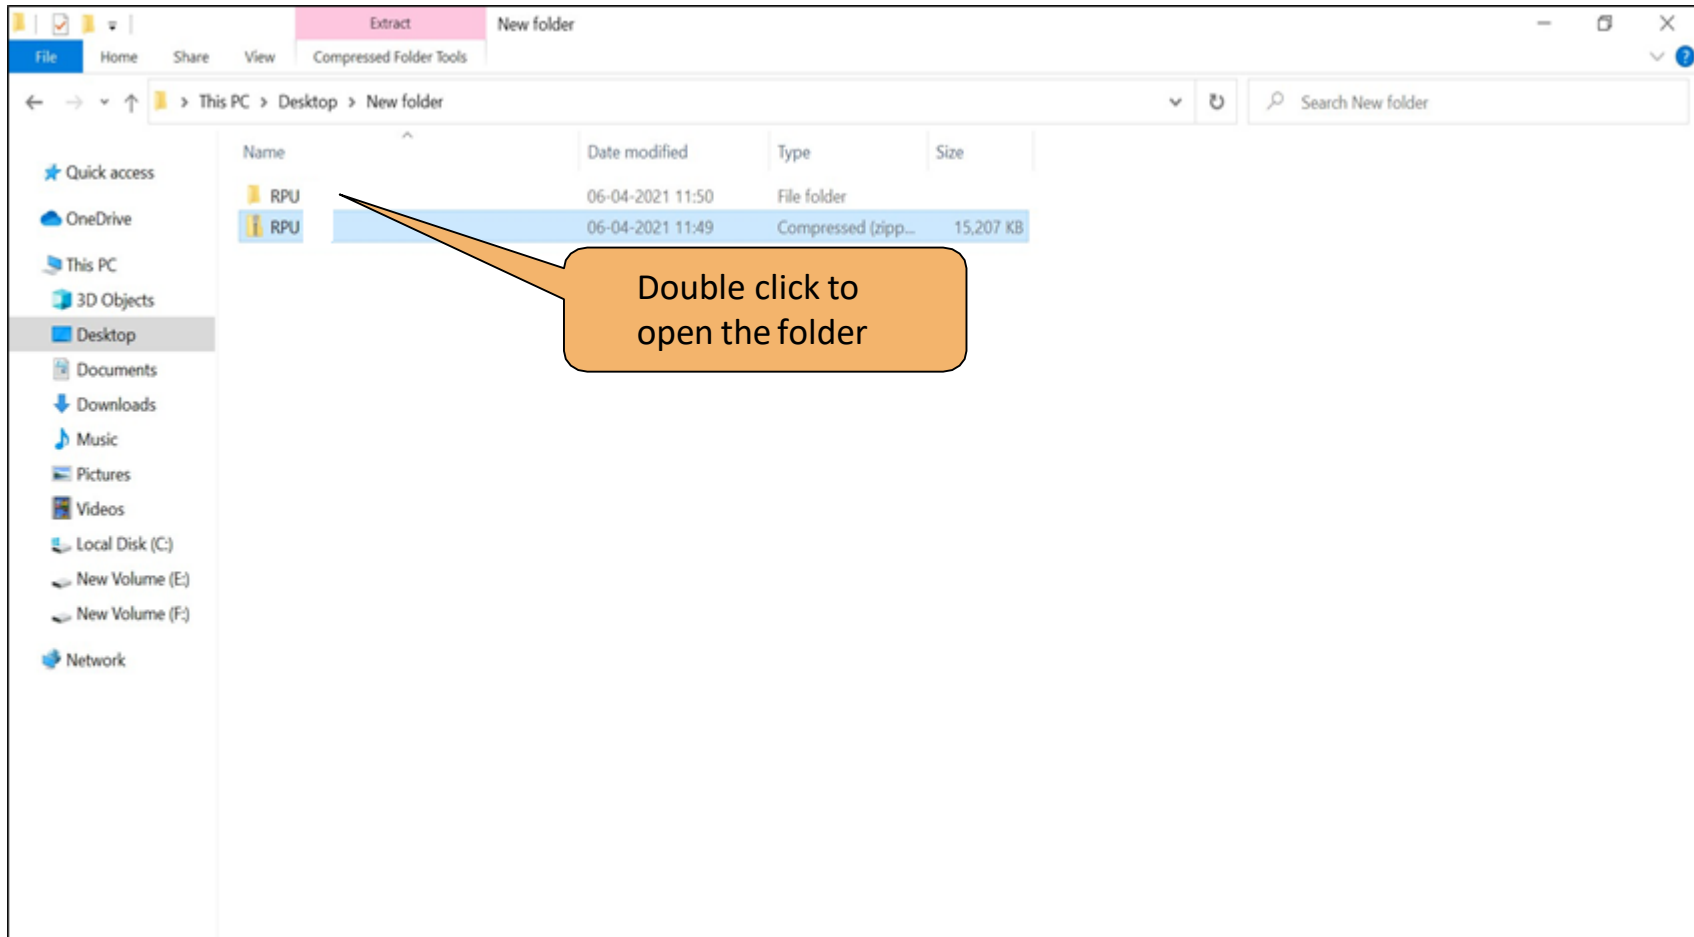 Extract New folder
File Home Share View Compressed Folder Tools ?
> This PC > Desktop > New folder Search New folder
Name Date modified Type Size
Quick access
RPU 06-04-2021 11:50 File folder
OneDrive
RPU 06-04-2021 11:49 Compressed (zipp... 15,207 KB
This PC
3D Objects
Desktop
Documents
Downloads
Music
Pictures
Videos
Local Disk (C:)
New Volume (E:)
New Volume (F:)
Network
Double click to
open the folder